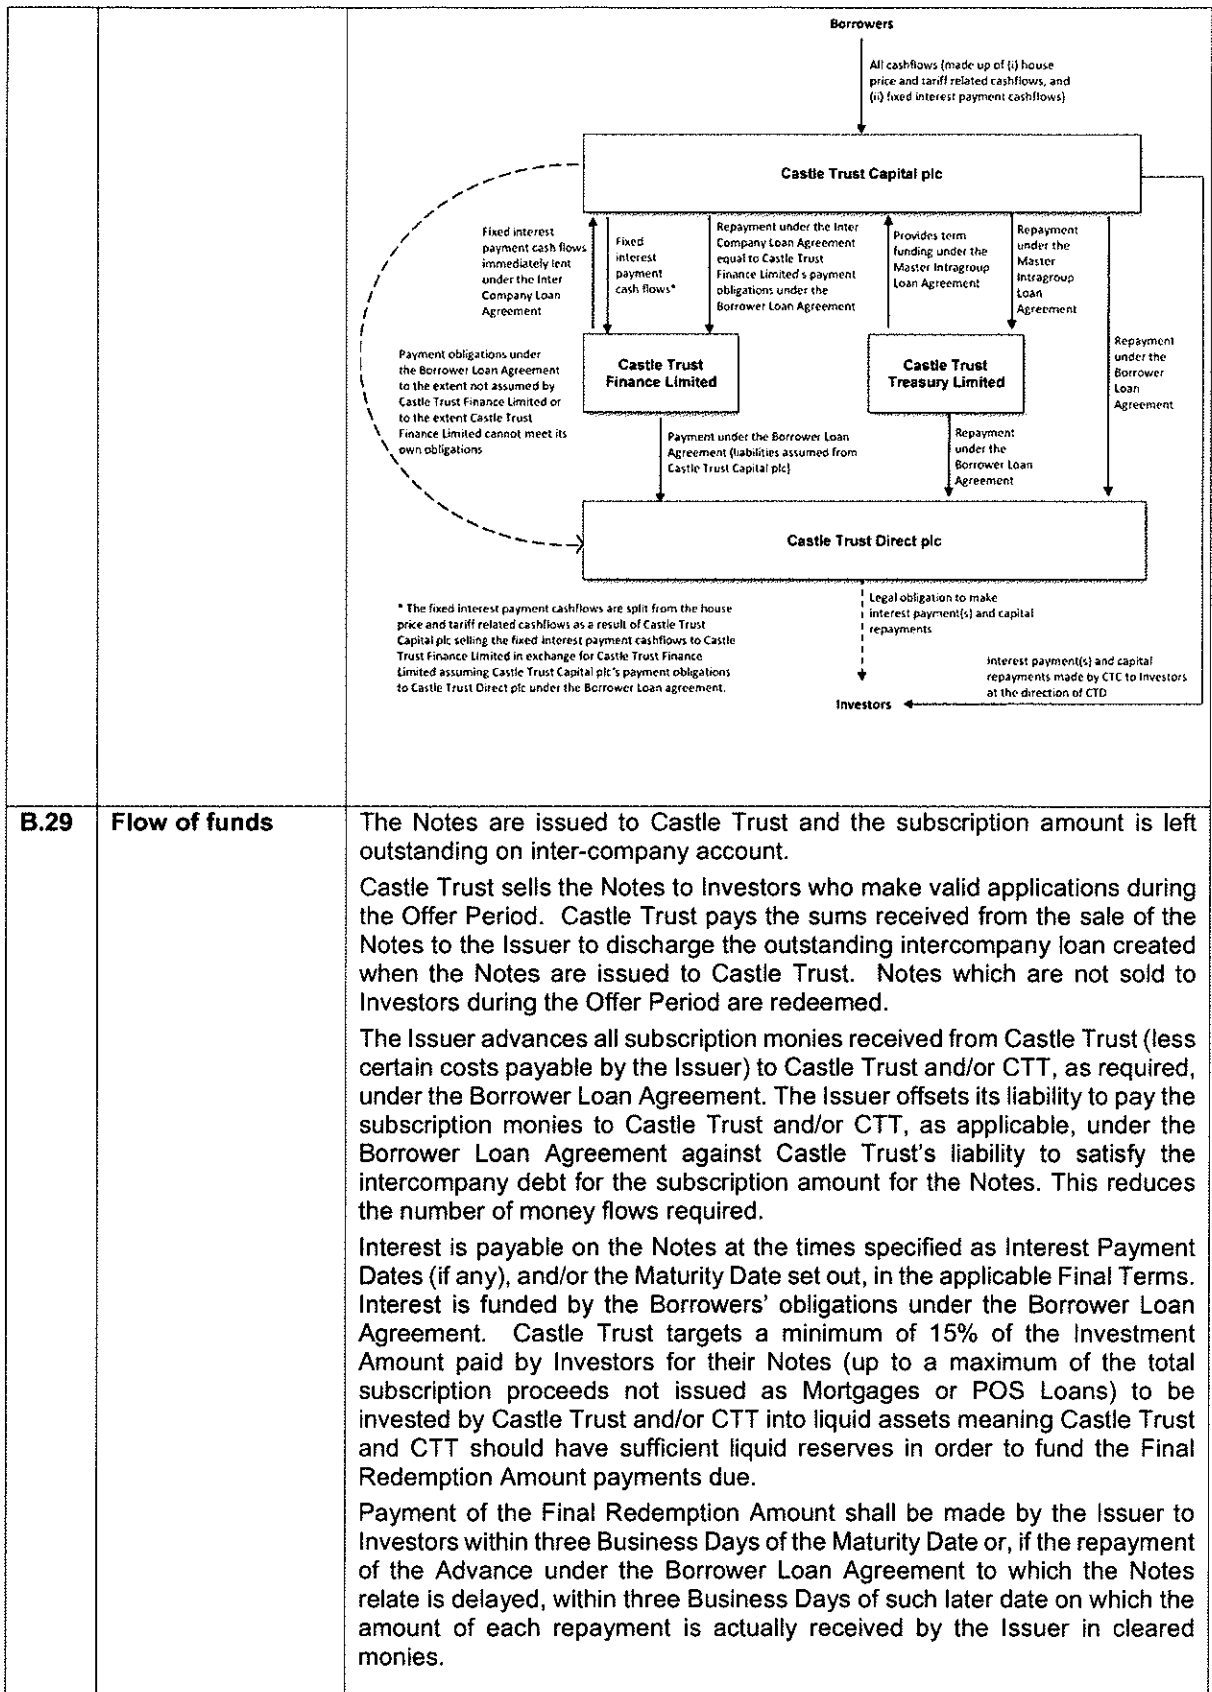 Borrowers
All cashflows (made up of (i) house
price and tariff related cashflows, and
(ii) fixed interest payment cashflows)
Castle Trust Capital plc
Fixed interest
payment cash flows
immediately lent
under the Inter
Company Loan
Agreement
Fixed
interest
payment
cash flows*
Repayment under the Inter
Company Loan Agreement
equal to Castle Trust
Finance Limited's payment
obligations under the
Borrower Loan Agreement
Provides term
funding under the
Master Intragroup
Loan Agreement
Repayment
under the
Master
Intragroup
Loan
Agreement
Repayment
under the
Borrower
Loan
Agreement
Payment obligations under
the Borrower Loan Agreement
to the extent not assumed by
Castle Trust Finance Limited or
to the extent Castle Trust
Finance Limited cannot meet its
own obligations
Castle Trust
Finance Limited
Castle Trust
Treasury Limited
Payment under the Borrower Loan
Agreement (liabilities assumed from
Castle Trust Capital plc)
Repayment
under the
Borrower Loan
Agreement
Castle Trust Direct plc
Legal obligation to make
interest payment(s) and capital
repayments
* The fixed interest payment cashflows are split from the house
price and tariff related cashflows as a result of Castle Trust
Capital plc selling the fixed interest payment cashflows to Castle
Trust Finance Limited in exchange for Castle Trust Finance
Limited assuming Castle Trust Capital plc's payment obligations
to Castle Trust Direct plc under the Borrower Loan agreement.
Interest payment(s) and capital
repayments made by CTC to Investors
at the direction of CTD
Investors
B.29 Flow of funds
The Notes are issued to Castle Trust and the subscription amount is left
outstanding on inter-company account.
Castle Trust sells the Notes to Investors who make valid applications during
the Offer Period. Castle Trust pays the sums received from the sale of the
Notes to the Issuer to discharge the outstanding intercompany loan created
when the Notes are issued to Castle Trust. Notes which are not sold to
Investors during the Offer Period are redeemed.
The Issuer advances all subscription monies received from Castle Trust (less
certain costs payable by the Issuer) to Castle Trust and/or CTT, as required,
under the Borrower Loan Agreement. The Issuer offsets its liability to pay the
subscription monies to Castle Trust and/or CTT, as applicable, under the
Borrower Loan Agreement against Castle Trust's liability to satisfy the
intercompany debt for the subscription amount for the Notes. This reduces
the number of money flows required.
Interest is payable on the Notes at the times specified as Interest Payment
Dates (if any), and/or the Maturity Date set out, in the applicable Final Terms.
Interest is funded by the Borrowers' obligations under the Borrower Loan
Agreement. Castle Trust targets a minimum of 15% of the Investment
Amount paid by Investors for their Notes (up to a maximum of the total
subscription proceeds not issued as Mortgages or POS Loans) to be
invested by Castle Trust and/or CTT into liquid assets meaning Castle Trust
and CTT should have sufficient liquid reserves in order to fund the Final
Redemption Amount payments due.
Payment of the Final Redemption Amount shall be made by the Issuer to
Investors within three Business Days of the Maturity Date or, if the repayment
of the Advance under the Borrower Loan Agreement to which the Notes
relate is delayed, within three Business Days of such later date on which the
amount of each repayment is actually received by the Issuer in cleared
monies.